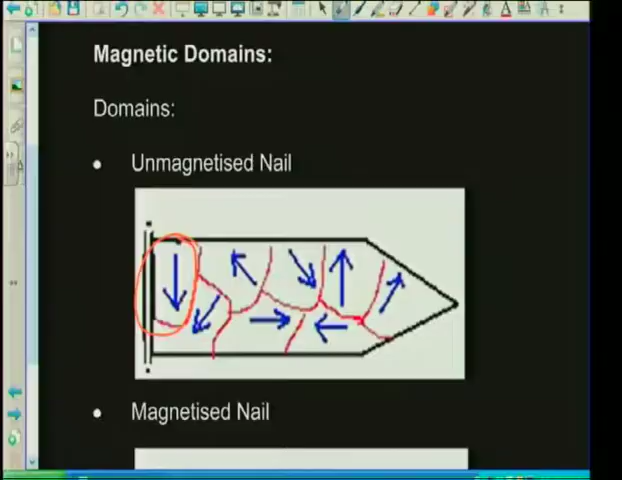 Magnetic Domains:
Domains:
• Unmagnetised Nail
• Magnetised Nail